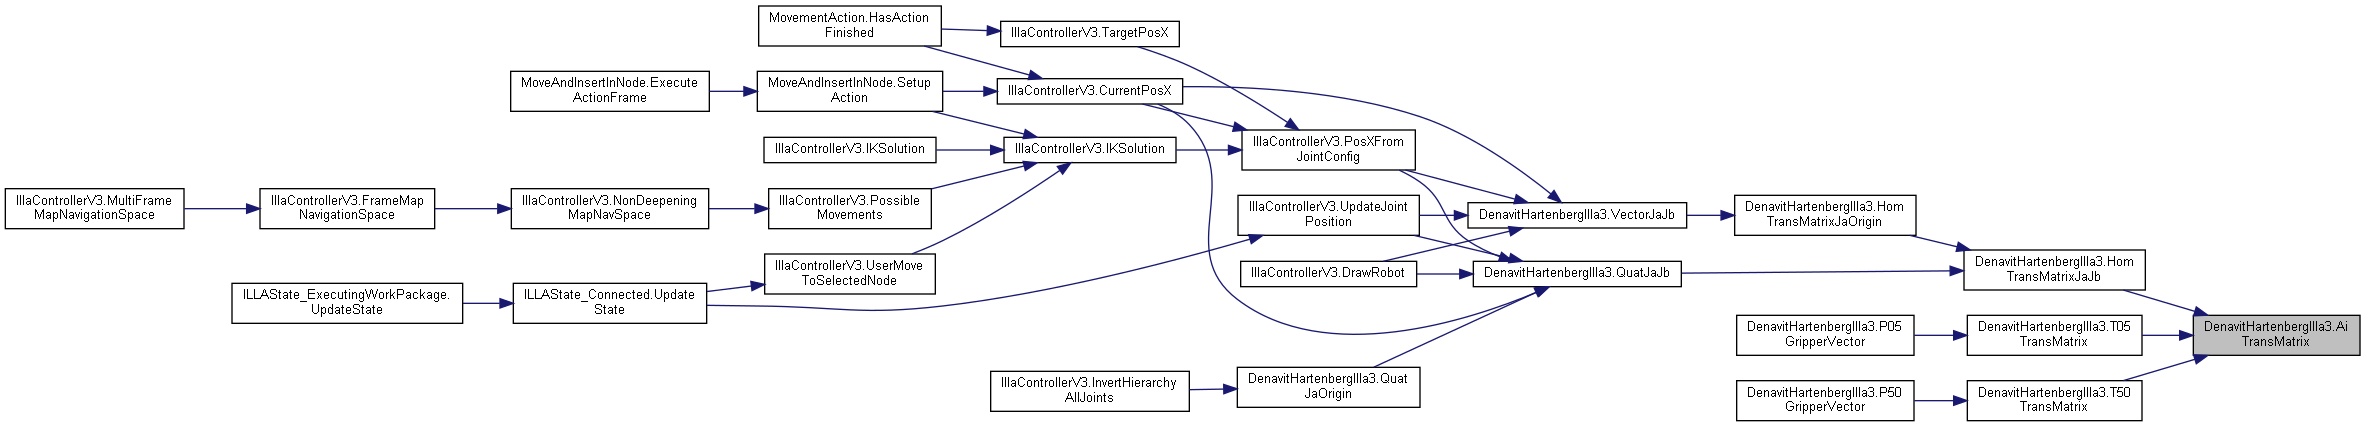 MovementAction.HasAction
Finished
IllaControllerV3.TargetPosX
MoveAndInsertInNode.Execute
ActionFrame
MoveAndInsertInNode.Setup
Action
IllaControllerV3.CurrentPosX
IllaControllerV3.IKSolution
IllaControllerV3.IKSolution
IllaControllerV3.PosXFrom
JointConfig
IllaControllerV3.MultiFrame
MapNavigationSpace
IllaControllerV3.FrameMap
NavigationSpace
IllaControllerV3.NonDeepening
MapNavSpace
IllaControllerV3.Possible
Movements
IllaControllerV3.UpdateJoint
Position
DenavitHartenbergIlla3.VectorJaJb
DenavitHartenbergIlla3.Hom
TransMatrixJaOrigin
ILLAState_ExecutingWorkPackage.
UpdateState
ILLAState_Connected.Update
State
IllaControllerV3.UserMove
ToSelectedNode
IllaControllerV3.DrawRobot
DenavitHartenbergIlla3.QuatJaJb
DenavitHartenbergIlla3.Hom
TransMatrixJaJb
DenavitHartenbergIlla3.P05
GripperVector
DenavitHartenbergIlla3.T05
TransMatrix
DenavitHartenbergIlla3.Ai
TransMatrix
IllaControllerV3.InvertHierarchy
AllJoints
DenavitHartenbergIlla3.Quat
JaOrigin
DenavitHartenbergIlla3.P50
GripperVector
DenavitHartenbergIlla3.T50
TransMatrix